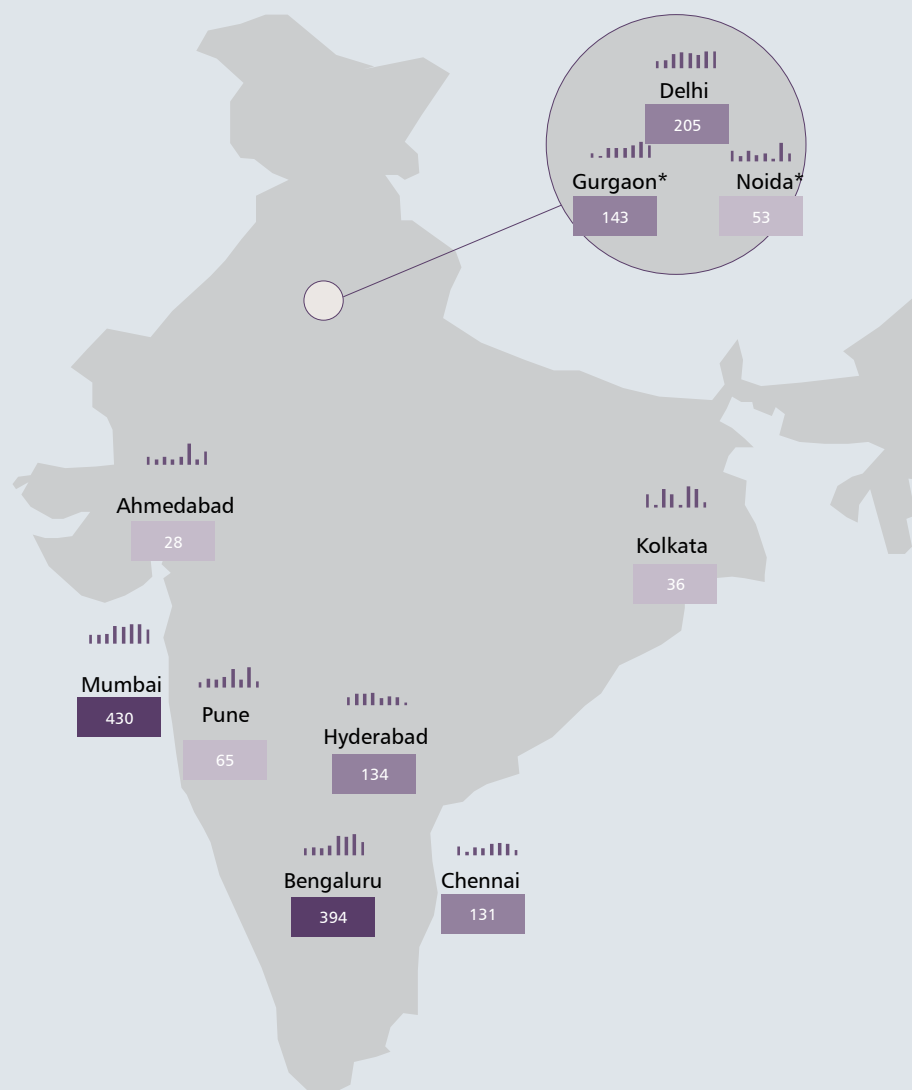 Delhi
205
Gurgaon*
143
Noida*
53
Ahmedabad
28
Kolkata
36
Mumbai
430
Pune
65
Hyderabad
134
Bengaluru
394
Chennai
131